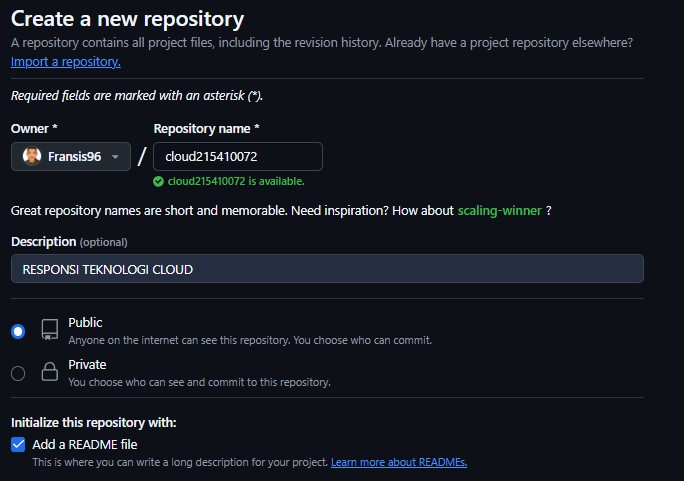 Create a new repository
A repository contains all project files, including the revision history. Already have a project repository elsewhere?
Import a repository.
Required fields are marked with an asterisk (*).
Owner * Repository name *
Fransis96 / cloud215410072
cloud215410072 is available.
Great repository names are short and memorable. Need inspiration? How about scaling-winner ?
Description (optional)
RESPONSI TEKNOLOGI CLOUD
Public
Anyone on the internet can see this repository. You choose who can commit.
Private
You choose who can see and commit to this repository.
Initialize this repository with:
Add a README file
This is where you can write a long description for your project. Learn more about READMEs.